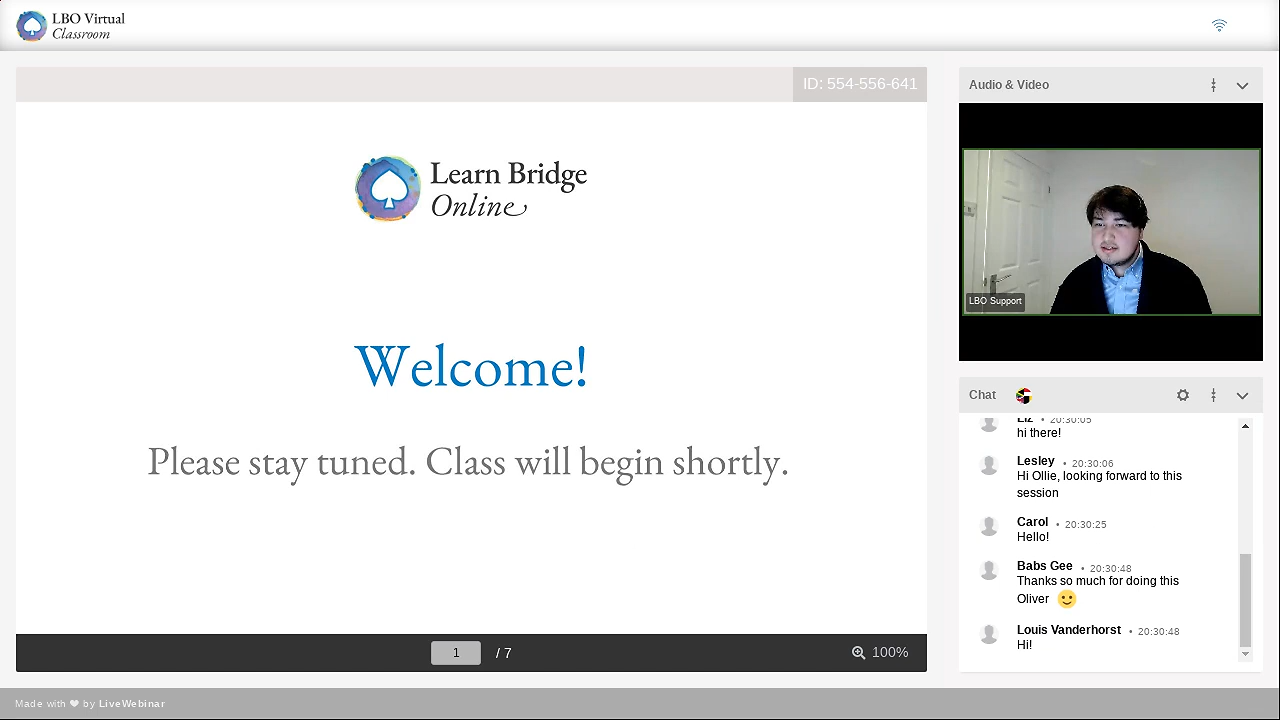 LBO Virtual
Classroom
ID: 554-556-641
Learn Bridge
Online
Welcome!
Please stay tuned. Class will begin shortly.
1 / 7
100%
Audio & Video
LBO Support
Chat
Liz • 20:30:05
hi there!
Lesley • 20:30:06
Hi Ollie, looking forward to this
session
Carol • 20:30:25
Hello!
Babs Gee • 20:30:48
Thanks so much for doing this
Oliver
Louis Vanderhorst • 20:30:48
Hi!
Made with ❤ by LiveWebinar